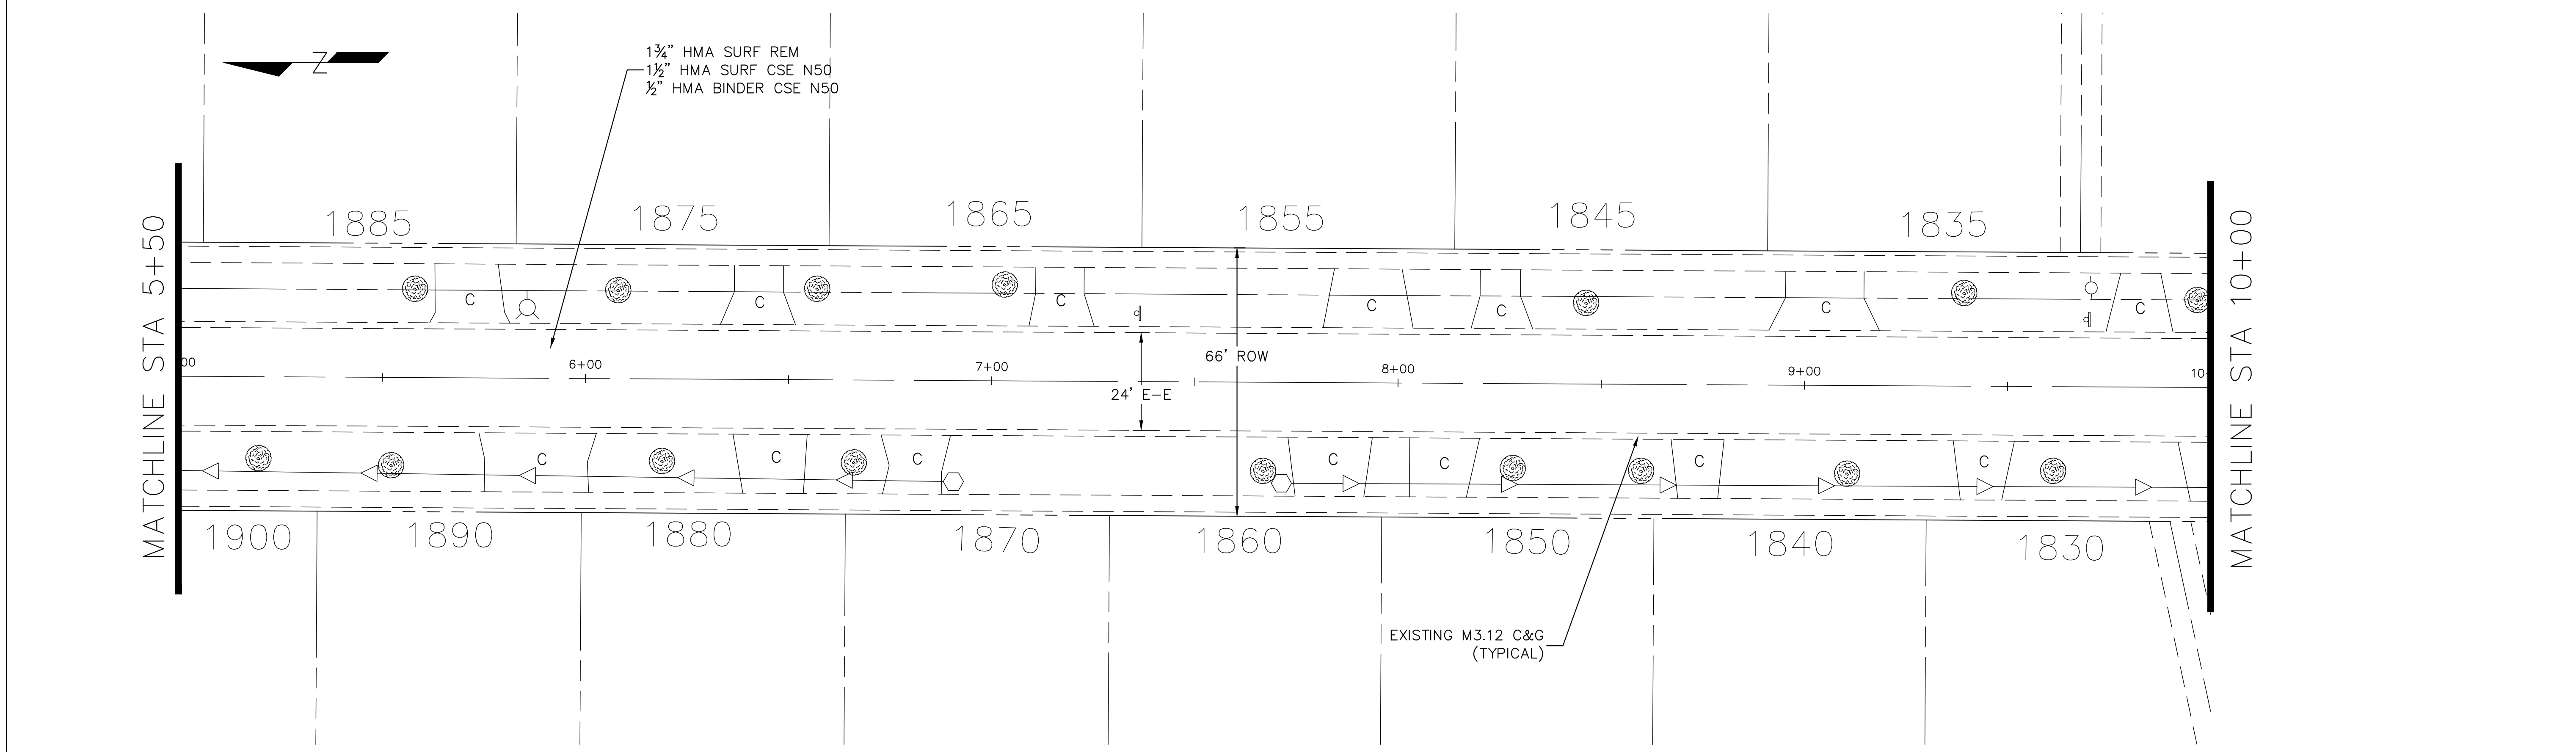 Z
1¾" HMA SURF REM
1½" HMA SURF CSE N50
½" HMA BINDER CSE N50
1885
1875
1865
1855
1845
1835
MATCHLINE STA 5+50
MATCHLINE STA 10+00
C
C
C
C
C
C
C
00
6+00
7+00
8+00
9+00
10+
66' ROW
24' E-E
C
C
C
C
C
C
C
1900
1890
1880
1870
1860
1850
1840
1830
EXISTING M3.12 C&G
(TYPICAL)